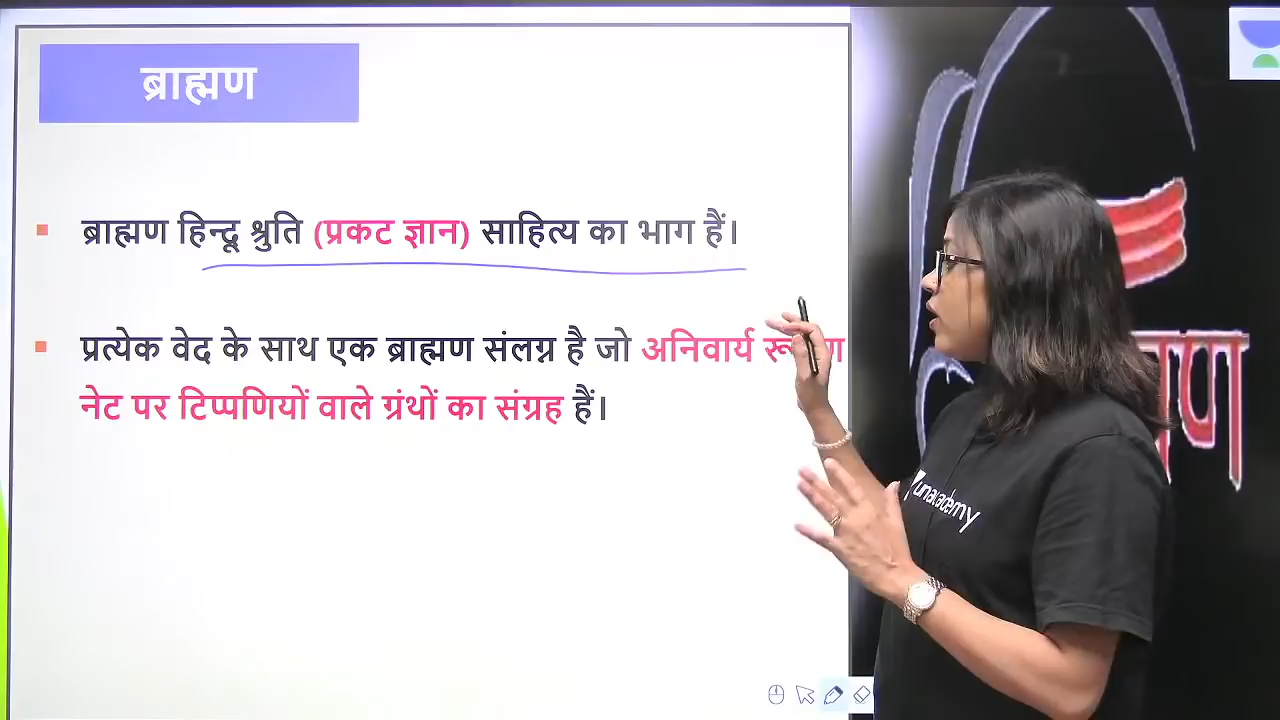 ब्राह्मण
ब्राह्मण हिन्दू श्रुति (प्रकट ज्ञान) साहित्य का भाग हैं।
प्रत्येक वेद के साथ एक ब्राह्मण संलग्न है जो अनिवार्य
नेट पर टिप्पणियों वाले ग्रंथों का संग्रह हैं।
unacademy